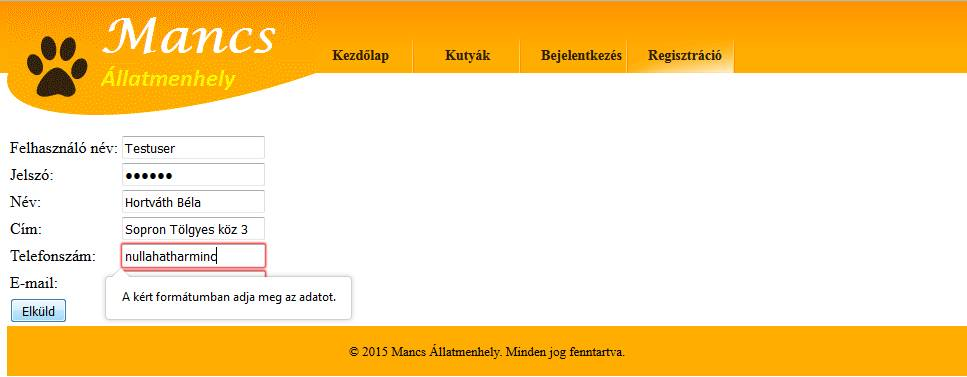 Mancs
Állatmenhely
Kezdőlap Kutyák Bejelentkezés Regisztráció
Felhasználó név: Testuser
Jelszó: ●●●●●●
Név: Hortváth Béla
Cím: Sopron Tölgyes köz 3
Telefonszám: nullahatharminc
E-mail:
A kért formátumban adja meg az adatot.
Elküld
© 2015 Mancs Állatmenhely. Minden jog fenntartva.